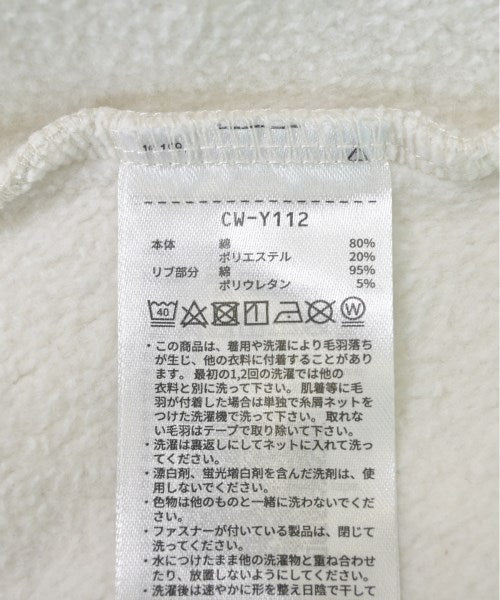 CW-Y112
本体 綿 80%
ポリエステル 20%
リブ部分 綿 95%
ポリウレタン 5%
40 W
・この商品は、着用や洗濯により毛羽落ち
が生じ、他の衣料に付着することがあり
ます。最初の1,2回の洗濯では他の
衣料と別に洗って下さい。肌着等に毛
羽が付着した場合は単独で糸屑ネットを
つけた洗濯機で洗って下さい。取れな
い毛羽はテープで取り除いて下さい。
・洗濯は裏返しにしてネットに入れて洗っ
てください。
・漂白剤、蛍光増白剤を含んだ洗剤は、使
用しないでください。
・色物は他のものと一緒に洗わないでくだ
さい。
・ファスナーが付いている製品は、閉じて
洗ってください。
・水につけたまま他の洗濯物と重ね合わせ
たり、放置しないようにしてください。
・洗濯後は速やかに形を整え日陰で干して